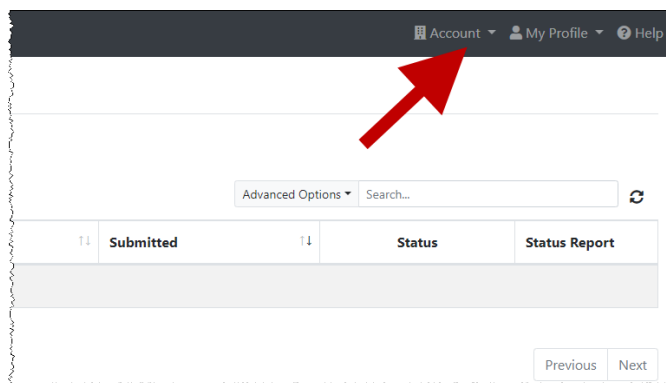 Account My Profile Help
Advanced Options Search...
Submitted Status Status Report
Previous Next